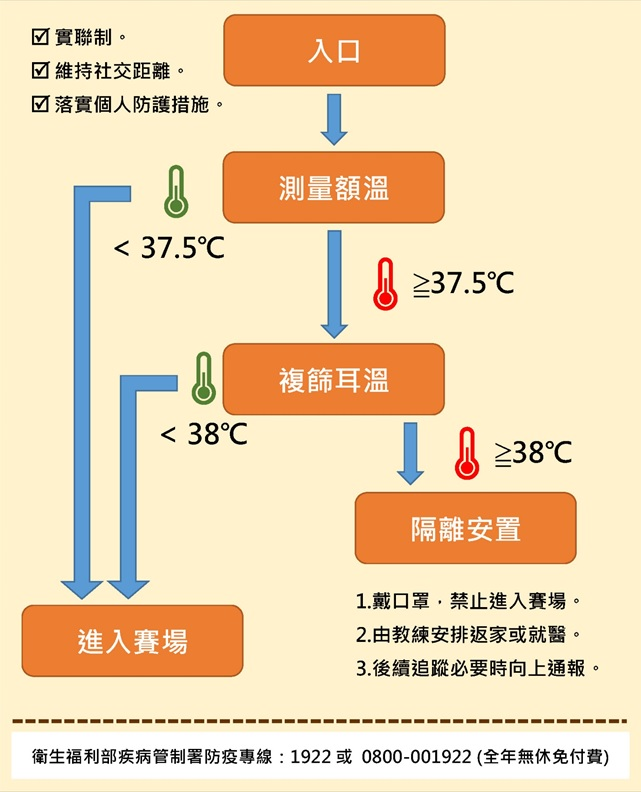 實聯制。
維持社交距離。
落實個人防護措施。
入口
測量額溫
< 37.5℃
≧37.5℃
複篩耳溫
< 38℃
≧38℃
隔離安置
1.戴口罩，禁止進入賽場。
2.由教練安排返家或就醫。
3.後續追蹤必要時向上通報。
進入賽場
衛生福利部疾病管制署防疫專線：1922 或 0800-001922 (全年無休免付費)